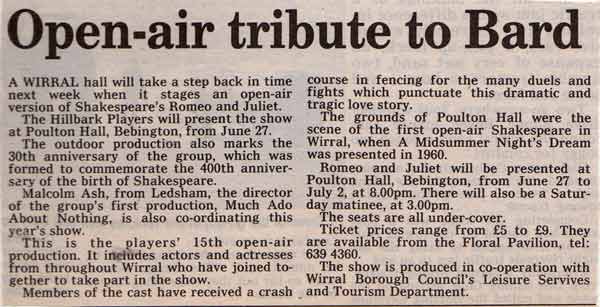 Open-air tribute to Bard
A WIRRAL hall will take a step back in time
next week when it stages an open-air
version of Shakespeare's Romeo and Juliet.
The Hillbark Players will present the show
at Poulton Hall, Bebington, from June 27.
The outdoor production also marks the
30th anniversary of the group, which was
formed to commemorate the 400th anniver-
sary of the birth of Shakespeare.
Malcolm Ash, from Ledsham, the director
of the group's first production, Much Ado
About Nothing, is also co-ordinating this
year's show.
This is the players' 15th open-air
production. It includes actors and actresses
from throughout Wirral who have joined to-
gether to take part in the show.
Members of the cast have received a crash
course in fencing for the many duels and
fights which punctuate this dramatic and
tragic love story.
The grounds of Poulton Hall were the
scene of the first open-air Shakespeare in
Wirral, when A Midsummer Night's Dream
was presented in 1960.
Romeo and Juliet will be presented at
Poulton Hall, Bebington, from June 27 to
July 2, at 8.00pm. There will also be a Satur-
day matinee, at 3.00pm.
The seats are all under-cover.
Ticket prices range from £5 to £9. They
are available from the Floral Pavilion, tel:
639 4360.
The show is produced in co-operation with
Wirral Borough Council's Leisure Servives
and Tourism Department.